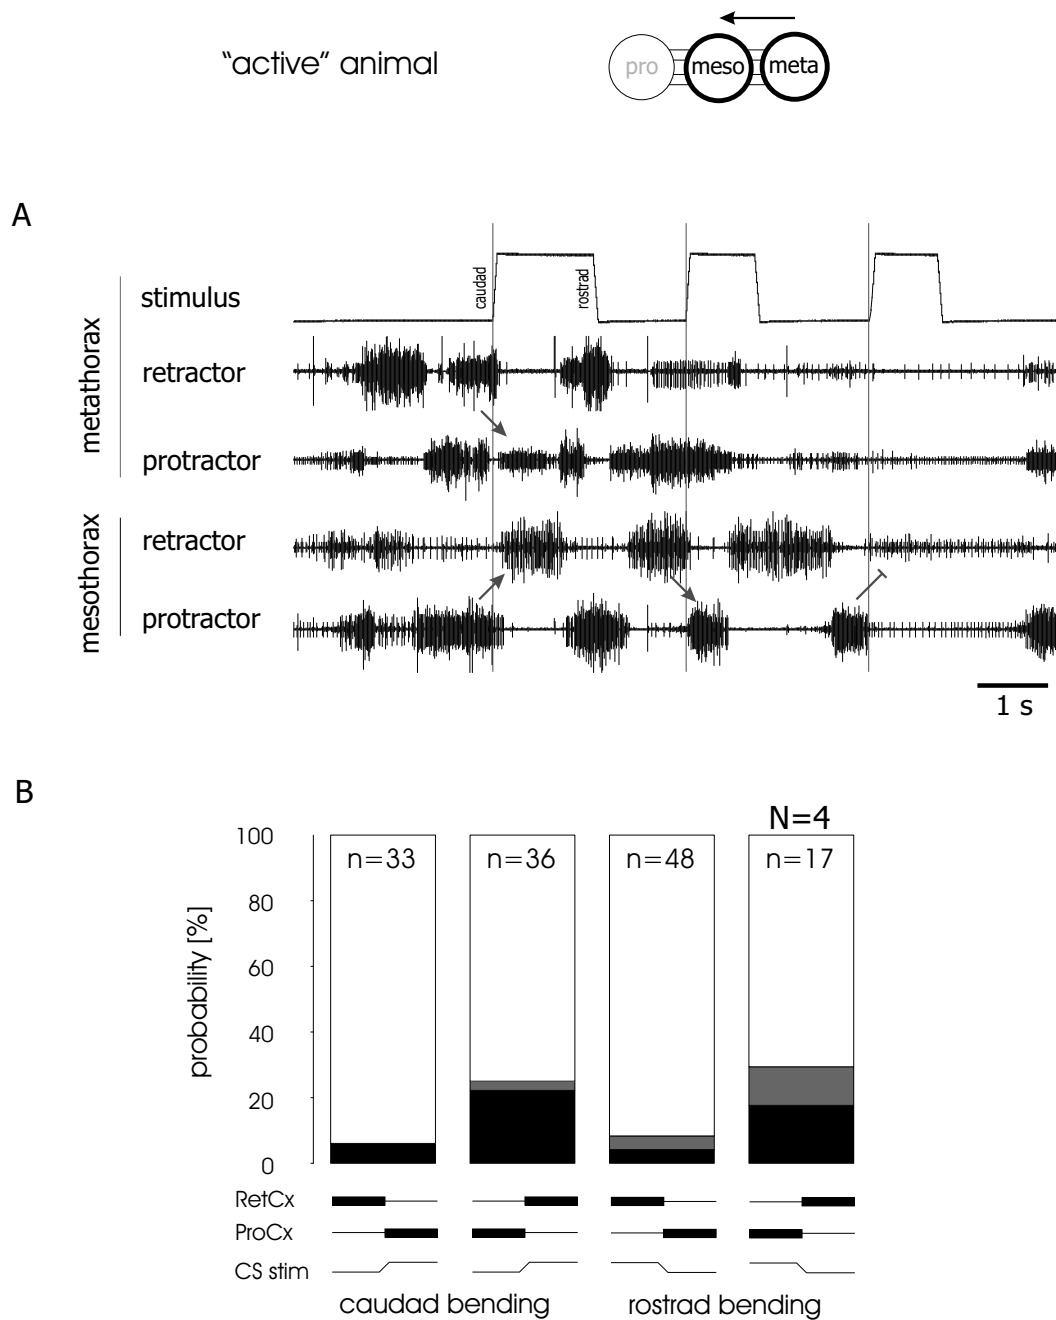 "active" animal
pro meso meta
A
metathorax
stimulus
caudad
rostrad
retractor
protractor
mesothorax
retractor
protractor
1 s
B
N=4
n=33 n=36 n=48 n=17
probability [%]
100
80
60
40
20
0
RetCx
ProCx
CS stim
caudad bending rostrad bending